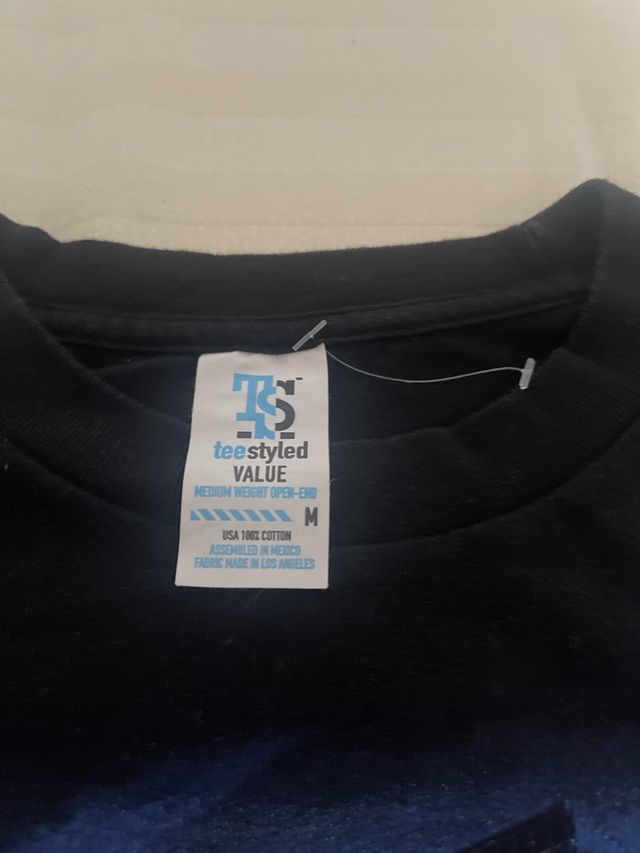 TS
teestyled
VALUE
MEDIUM WEIGHT OPEN-END
M
USA 100% COTTON
ASSEMBLED IN MEXICO
FABRIC MADE IN LOS ANGELES